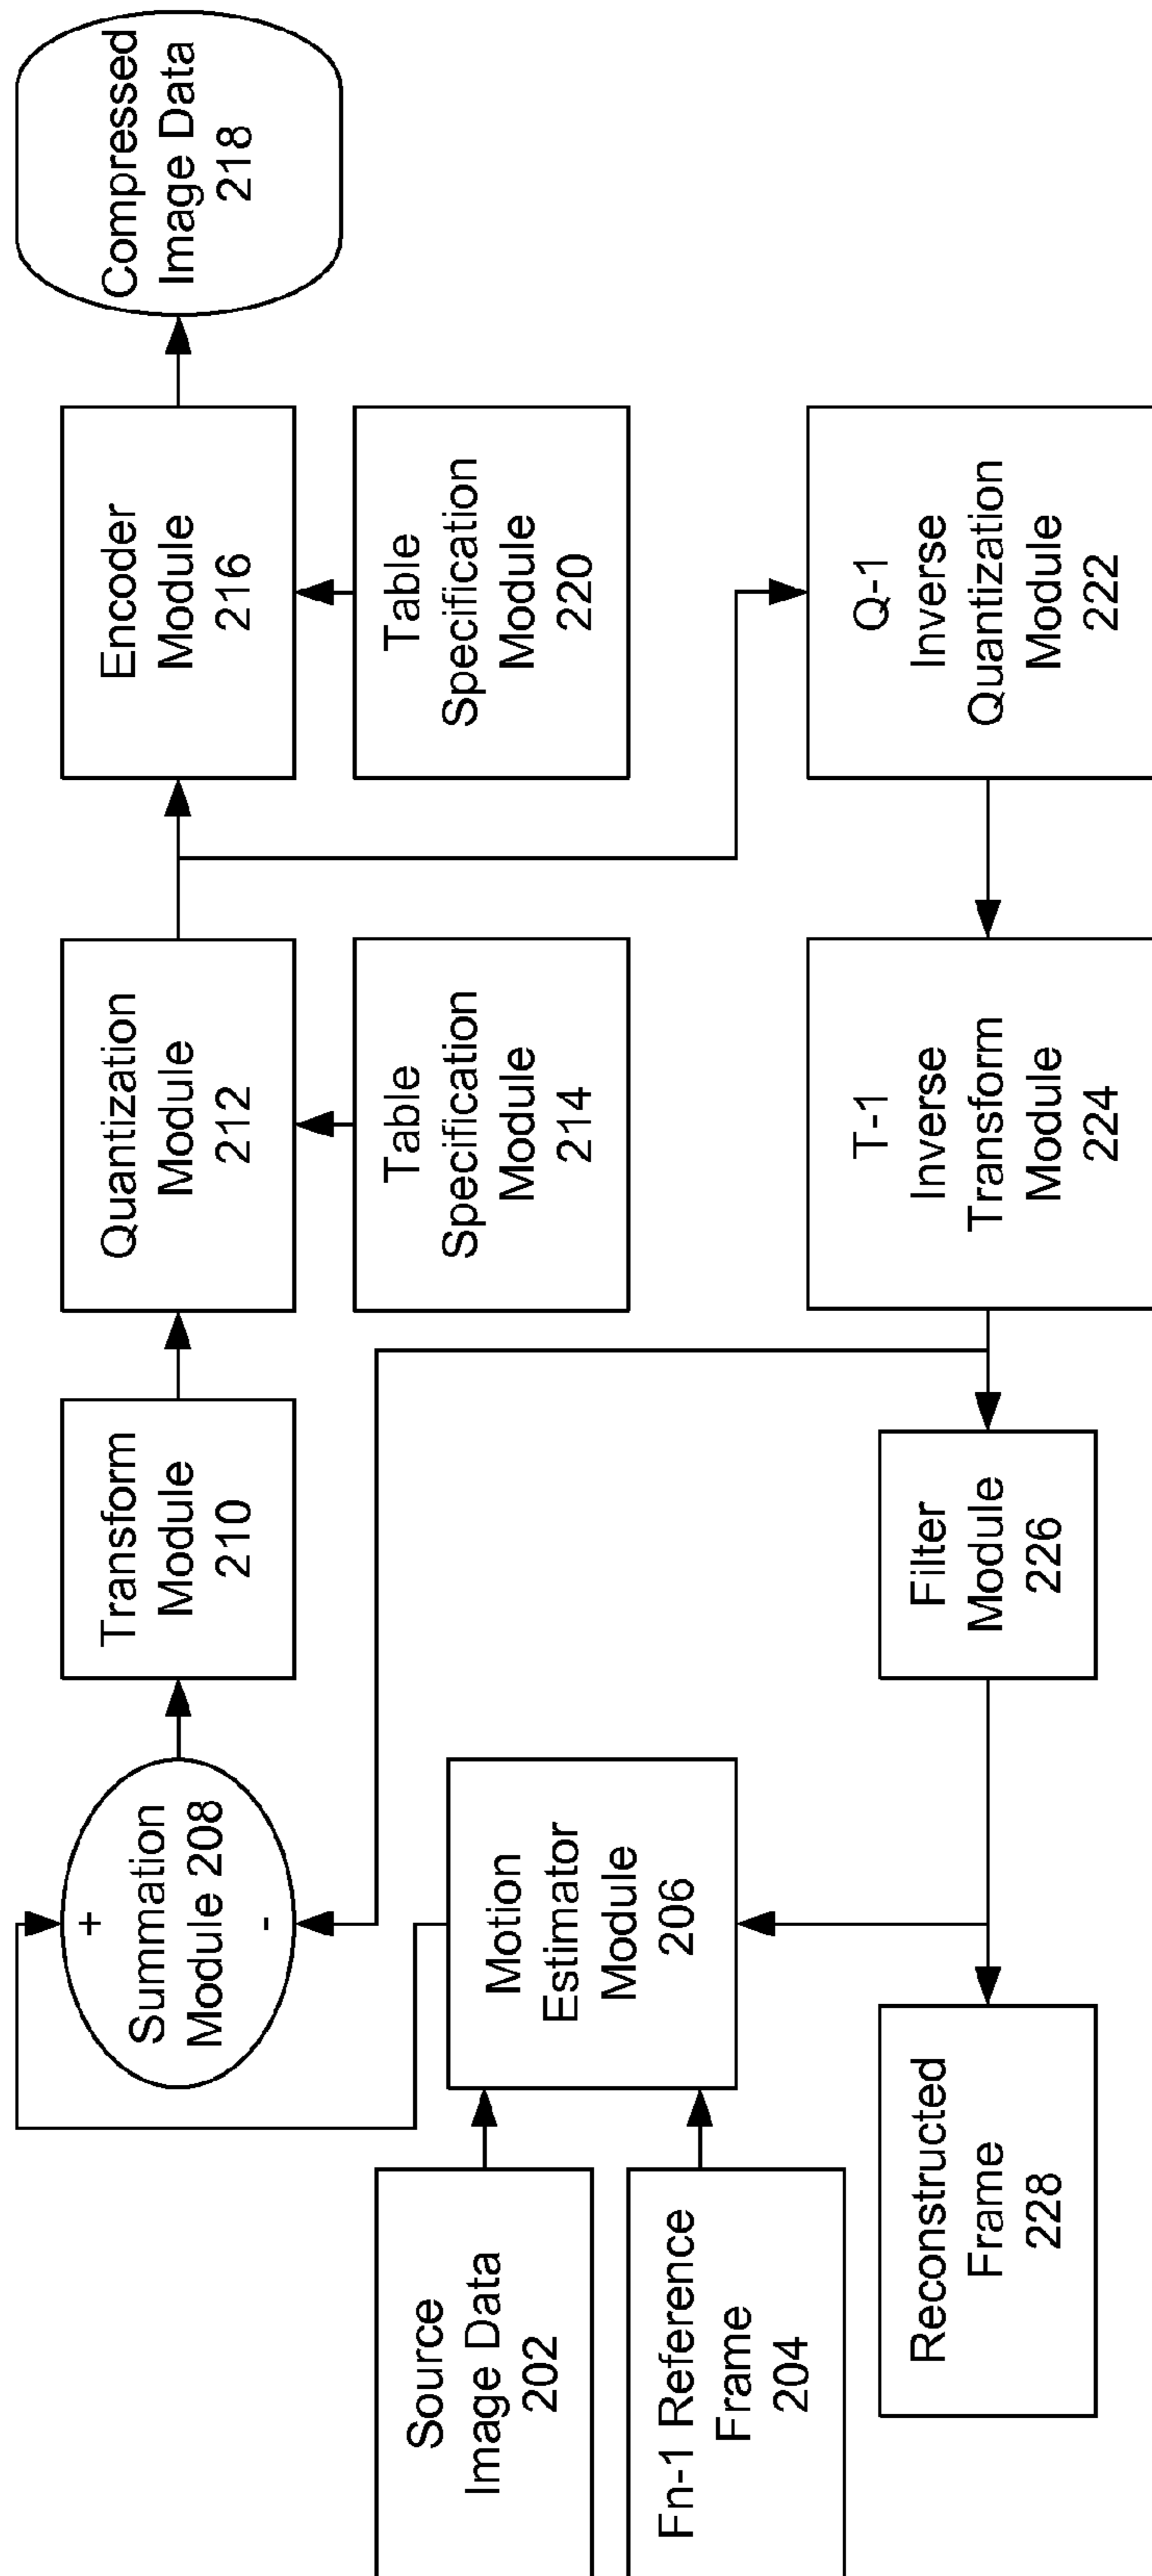 +
Summation
Module 208
-
Transform
Module
210
Quantization
Module
212
Encoder
Module
216
Compressed
Image Data
218
Table
Specification
Module
214
Table
Specification
Module
220
Source
Image Data
202
Motion
Estimator
Module
206
Fn-1 Reference
Frame
204
Reconstructed
Frame
228
Filter
Module
226
T-1
Inverse
Transform
Module
224
Q-1
Inverse
Quantization
Module
222